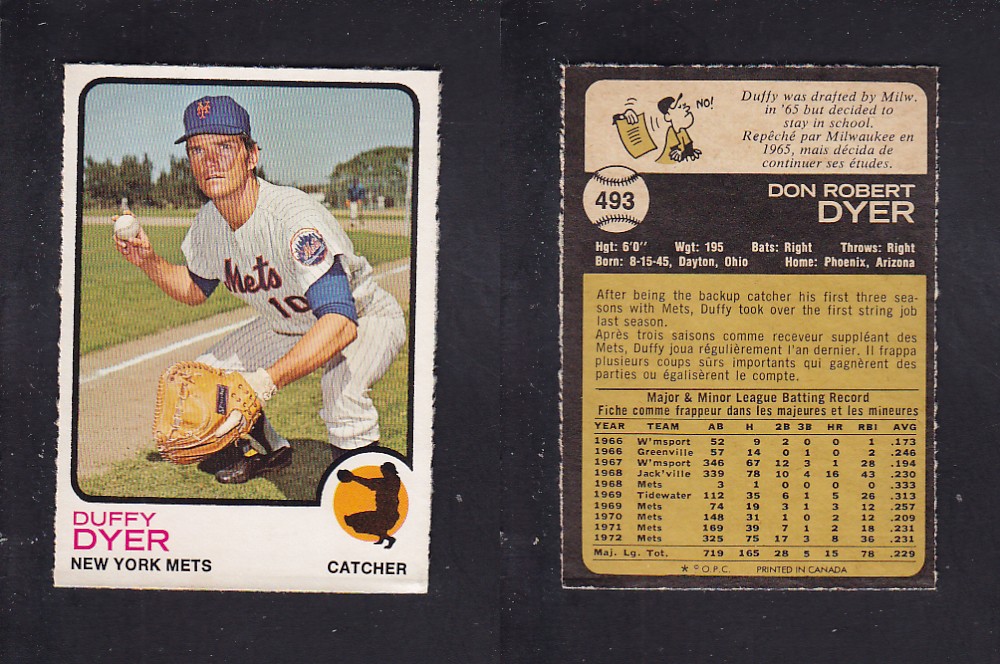 NY
Mets
10
DUFFY
DYER
NEW YORK METS
CATCHER
NO!
Duffy was drafted by Milw.
in '65 but decided to
stay in school.
Repêché par Milwaukee en
1965, mais décida de
continuer ses études.
493
DON ROBERT
DYER
Hgt: 6'0" Wgt: 195 Bats: Right Throws: Right
Born: 8-15-45, Dayton, Ohio Home: Phoenix, Arizona
After being the backup catcher his first three sea-
sons with Mets, Duffy took over the first string job
last season.
Après trois saisons comme receveur suppléant des
Mets, Duffy joua régulièrement l'an dernier. Il frappa
plusieurs coups sûrs importants qui gagnèrent des
parties ou égalisèrent le compte.
Major & Minor League Batting Record
Fiche comme frappeur dans les majeures et les mineures
YEAR TEAM AB H 2B 3B HR RBI AVG
1966 W'msport 52 9 2 0 0 1 .173
1966 Greenville 57 14 0 1 0 2 .246
1967 W'msport 346 67 12 3 1 28 .194
1968 Jack'ville 339 78 10 4 16 43 .230
1968 Mets 3 1 0 0 0 0 .333
1969 Tidewater 112 35 6 1 5 26 .313
1969 Mets 74 19 3 1 3 12 .257
1970 Mets 148 31 1 0 2 12 .209
1971 Mets 169 39 7 1 2 18 .231
1972 Mets 325 75 17 3 8 36 .231
Maj. Lg. Tot. 719 165 28 5 15 78 .229
* © O.P.C. PRINTED IN CANADA